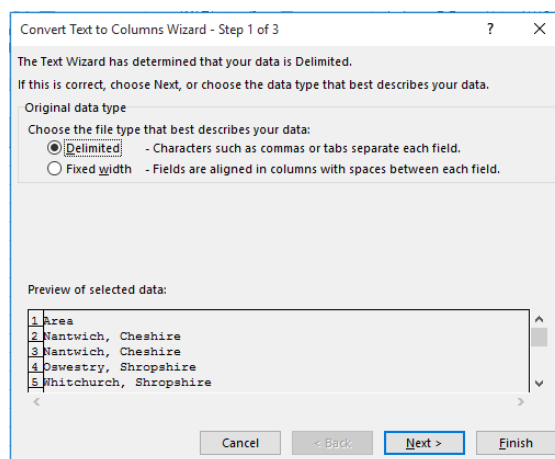 Convert Text to Columns Wizard - Step 1 of 3 ? ×
The Text Wizard has determined that your data is Delimited.
If this is correct, choose Next, or choose the data type that best describes your data.
Original data type
Choose the file type that best describes your data:
Delimited - Characters such as commas or tabs separate each field.
Fixed width - Fields are aligned in columns with spaces between each field.
Preview of selected data:
1 Area
2 Nantwich, Cheshire
3 Nantwich, Cheshire
4 Oswestry, Shropshire
5 Whitchurch, Shropshire
Cancel < Back Next > Finish